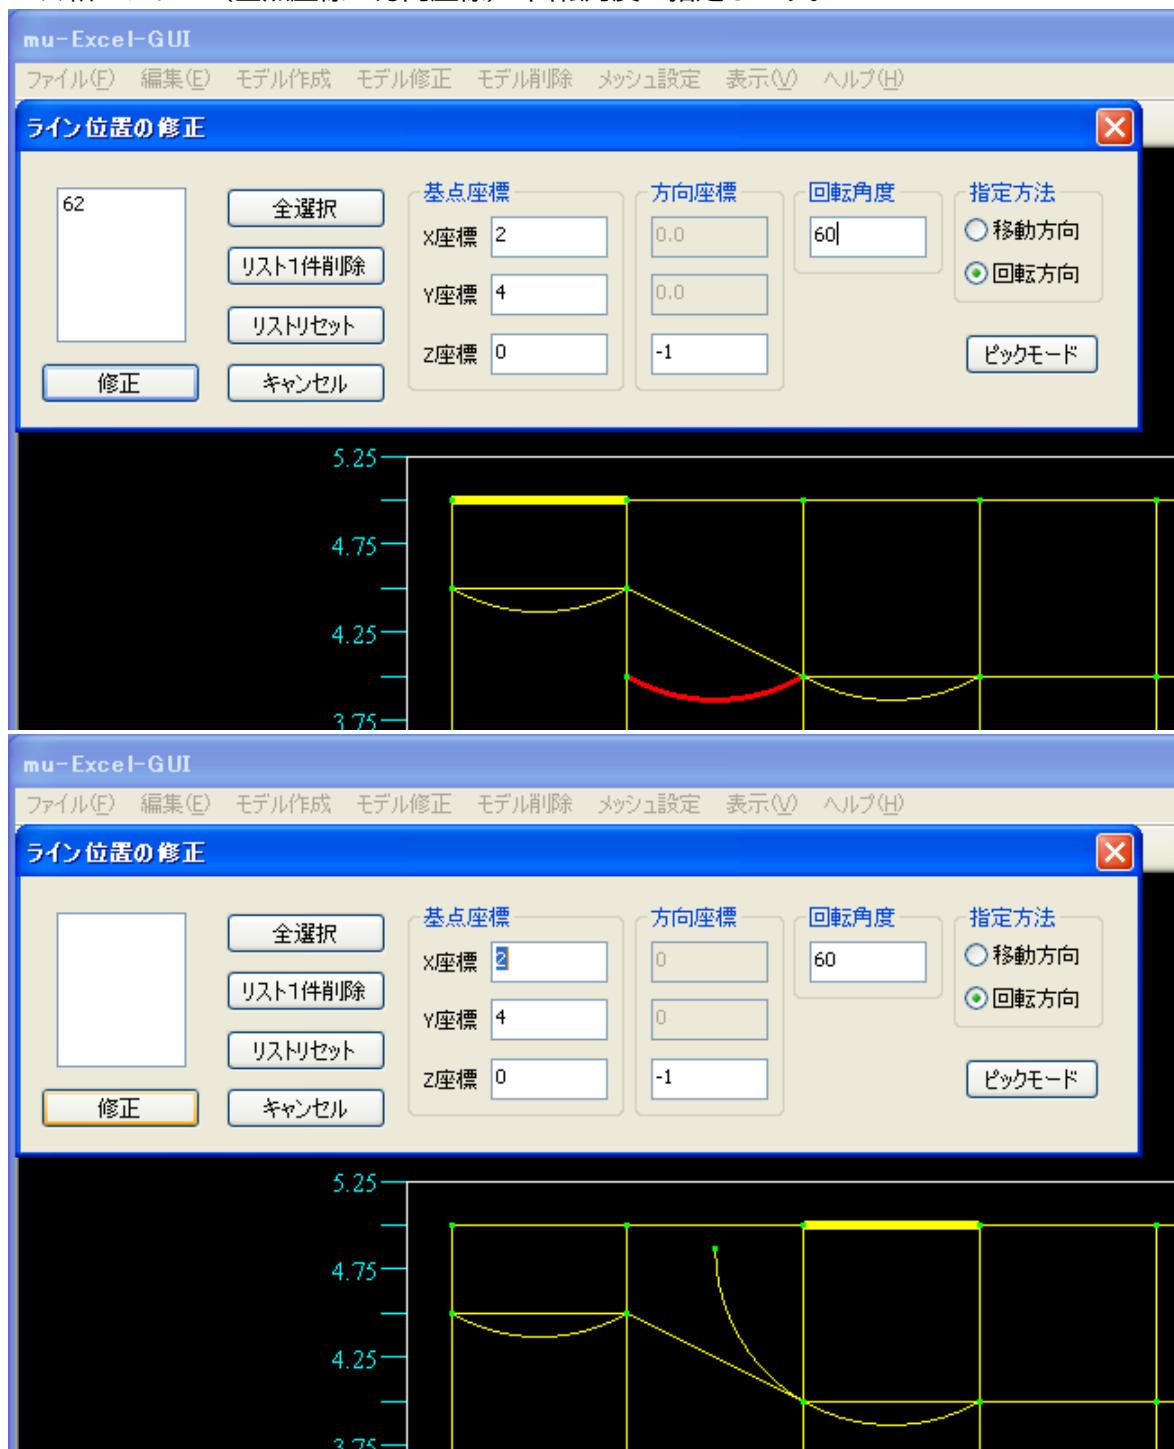 mu-Excel-GUI
ファイル(F) 編集(E) モデル作成 モデル修正 モデル削除 メッシュ設定 表示(V) ヘルプ(H)
ライン位置の修正
62
全選択
リスト1件削除
リストリセット
修正
キャンセル
基点座標
X座標 2
Y座標 4
Z座標 0
方向座標
0.0
0.0
-1
回転角度
60
指定方法
移動方向
回転方向
ピックモード
5.25
4.75
4.25
3.75
mu-Excel-GUI
ファイル(F) 編集(E) モデル作成 モデル修正 モデル削除 メッシュ設定 表示(V) ヘルプ(H)
ライン位置の修正
全選択
リスト1件削除
リストリセット
修正
キャンセル
基点座標
X座標 2
Y座標 4
Z座標 0
方向座標
0
0
-1
回転角度
60
指定方法
移動方向
回転方向
ピックモード
5.25
4.75
4.25
3.75